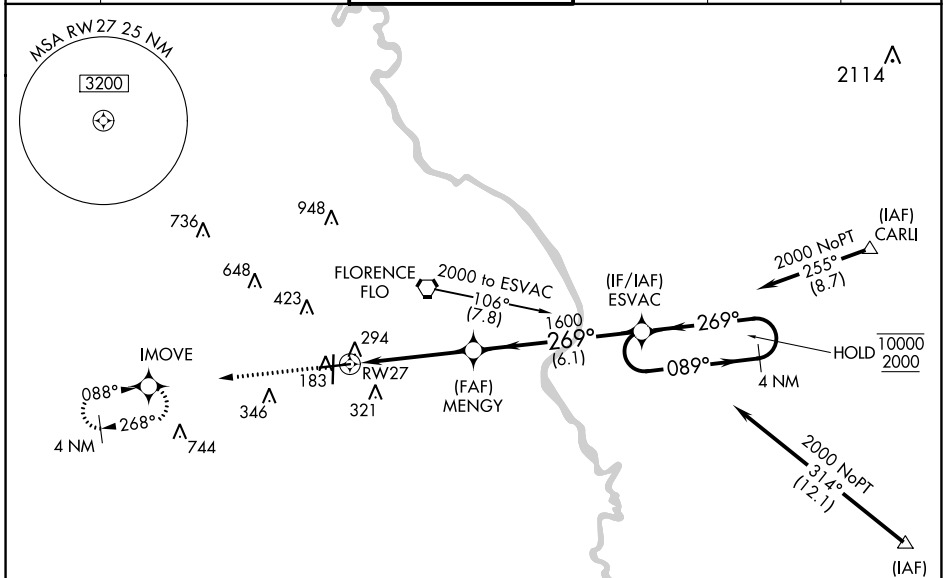 MSA RW27 25 NM
3200
2114
736
948
648
423
FLORENCE
FLO
2000 to ESVAC
106°
(7.8)
(IF/IAF)
ESVAC
(IAF)
CARLI
2000 NoPT
255°
(8.7)
1600
269°
(6.1)
269°
089°
4 NM
HOLD
10000
2000
IMOVE
088°
268°
4 NM
744
346
183
294
RW27
321
(FAF)
MENGY
2000 NoPT
314°
(12.1)
(IAF)